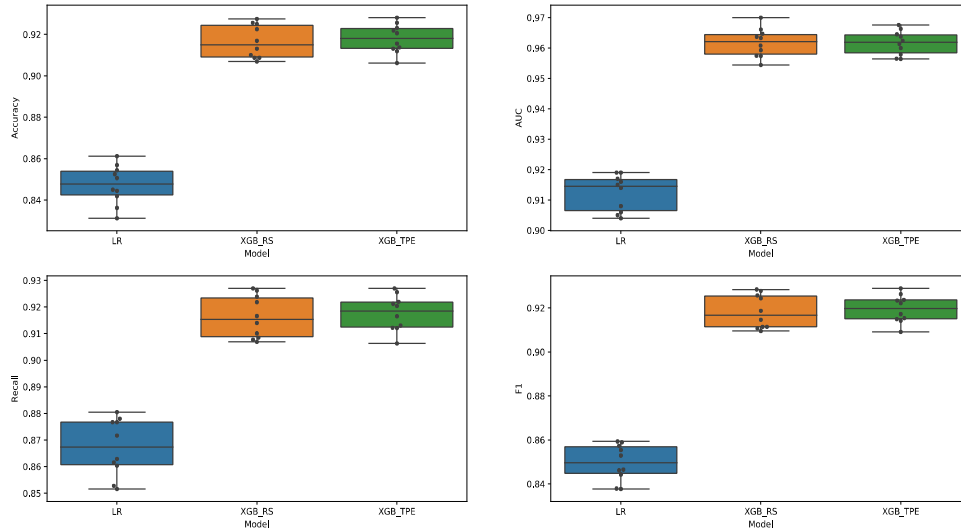 Accuracy
0.92
0.90
0.88
0.86
0.84
LR
XGB_RS
XGB_TPE
Model
AUC
0.97
0.96
0.95
0.94
0.93
0.92
0.91
0.90
LR
XGB_RS
XGB_TPE
Model
Recall
0.93
0.92
0.91
0.90
0.89
0.88
0.87
0.86
0.85
LR
XGB_RS
XGB_TPE
Model
F1
0.92
0.90
0.88
0.86
0.84
LR
XGB_RS
XGB_TPE
Model